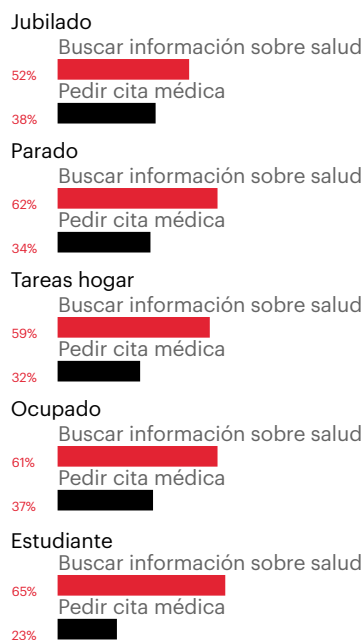 Jubilado
Buscar información sobre salud
52%
Pedir cita médica
38%
Parado
Buscar información sobre salud
62%
Pedir cita médica
34%
Tareas hogar
Buscar información sobre salud
59%
Pedir cita médica
32%
Ocupado
Buscar información sobre salud
61%
Pedir cita médica
37%
Estudiante
Buscar información sobre salud
65%
Pedir cita médica
23%